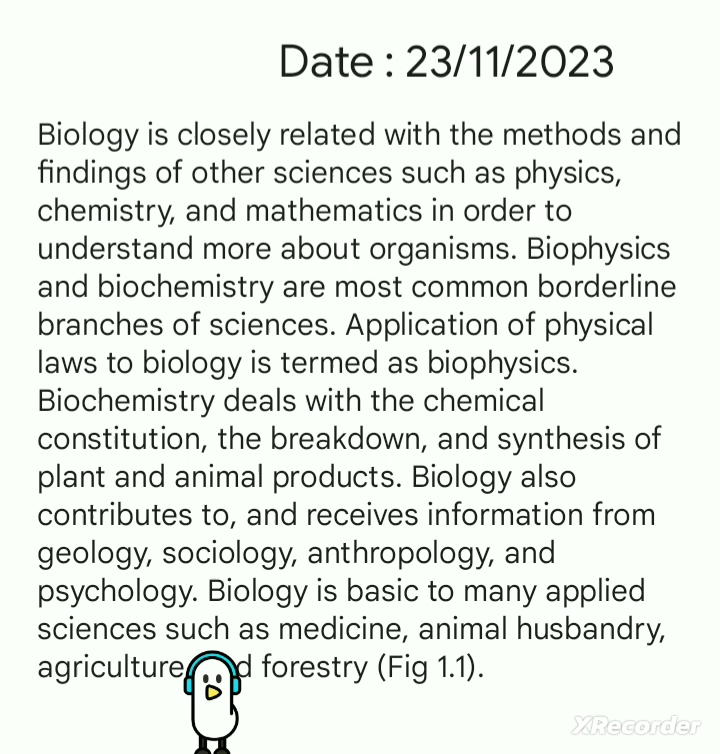 Date : 23/11/2023
Biology is closely related with the methods and
findings of other sciences such as physics,
chemistry, and mathematics in order to
understand more about organisms. Biophysics
and biochemistry are most common borderline
branches of sciences. Application of physical
laws to biology is termed as biophysics.
Biochemistry deals with the chemical
constitution, the breakdown, and synthesis of
plant and animal products. Biology also
contributes to, and receives information from
geology, sociology, anthropology, and
psychology. Biology is basic to many applied
sciences such as medicine, animal husbandry,
agriculture forestry (Fig 1.1).
XRecorder